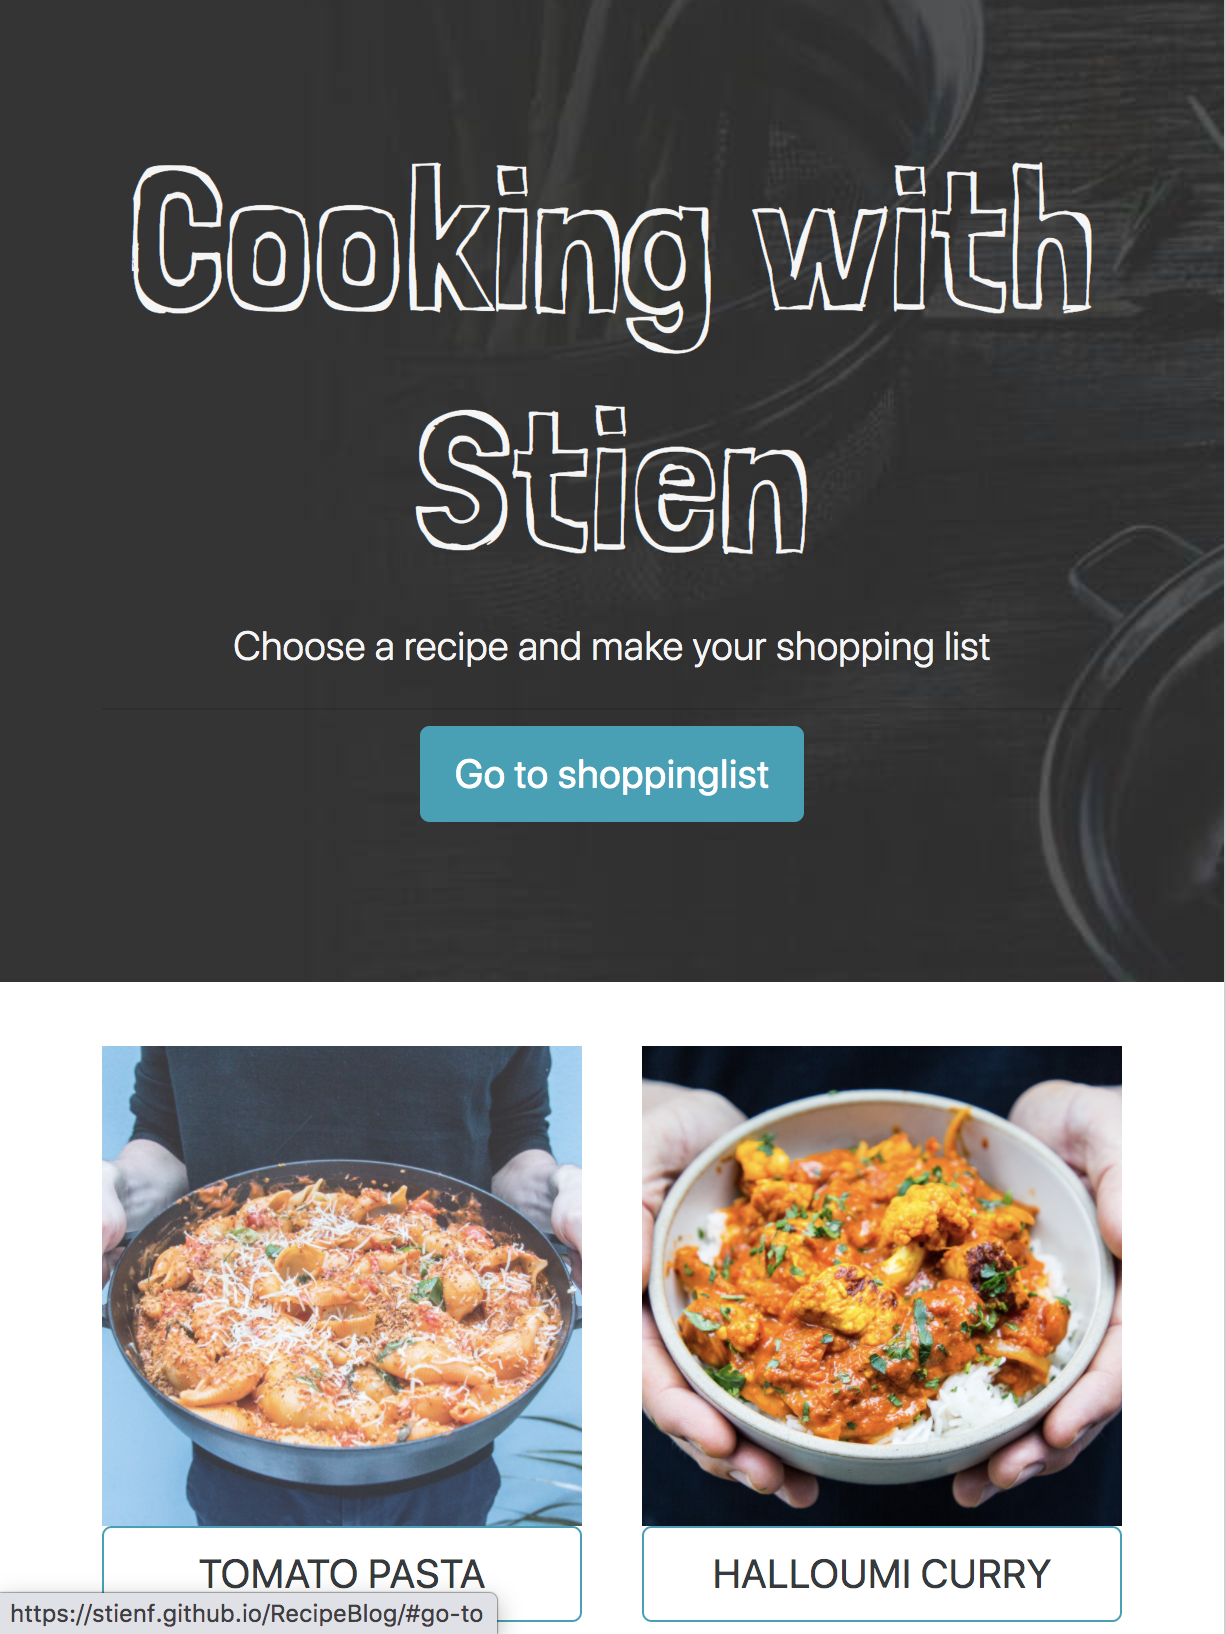 Cooking with
Stien
Choose a recipe and make your shopping list
Go to shoppinglist
TOMATO PASTA
HALLOUMI CURRY
https://stienf.github.io/RecipeBlog/#go-to